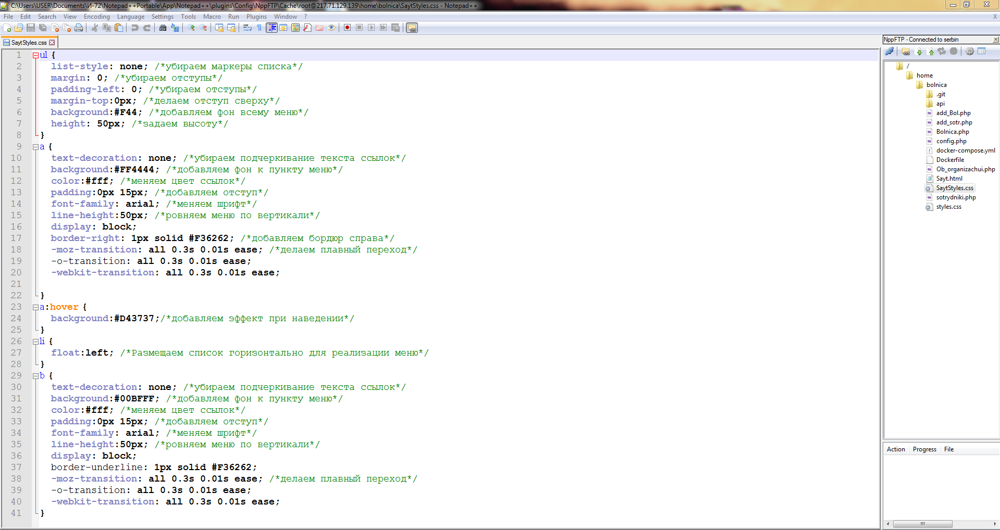 C:\Users\USER\Documents\И-72\Notepad++Portable\App\Notepad++\plugins\Config\NppFTP\Cache\root@217.71.129.139\home\bolnica\SaytStyles.css - Notepad++
File Edit Search View Encoding Language Settings Tools Macro Run Plugins Window ? X
SaytStyles.css
1 ul {
2 list-style: none; /*убираем маркеры списка*/
3 margin: 0; /*убираем отступы*/
4 padding-left: 0; /*убираем отступы*/
5 margin-top:0px; /*делаем отступ сверху*/
6 background:#F44; /*добавляем фон всему меню*/
7 height: 50px; /*задаем высоту*/
8 }
9 a {
10 text-decoration: none; /*убираем подчеркивание текста ссылок*/
11 background:#FF4444; /*добавляем фон к пункту меню*/
12 color:#fff; /*меняем цвет ссылок*/
13 padding:0px 15px; /*добавляем отступ*/
14 font-family: arial; /*меняем шрифт*/
15 line-height:50px; /*ровняем меню по вертикали*/
16 display: block;
17 border-right: 1px solid #F36262; /*добавляем бордюр справа*/
18 -moz-transition: all 0.3s 0.01s ease; /*делаем плавный переход*/
19 -o-transition: all 0.3s 0.01s ease;
20 -webkit-transition: all 0.3s 0.01s ease;
21
22 }
23 a:hover {
24 background:#D43737;/*добавляем эффект при наведении*/
25 }
26 li {
27 float:left; /*Размещаем список горизонтально для реализации меню*/
28 }
29 b {
30 text-decoration: none; /*убираем подчеркивание текста ссылок*/
31 background:#00BFFF; /*добавляем фон к пункту меню*/
32 color:#fff; /*меняем цвет ссылок*/
33 padding:0px 15px; /*добавляем отступ*/
34 font-family: arial; /*меняем шрифт*/
35 line-height:50px; /*ровняем меню по вертикали*/
36 display: block;
37 border-underline: 1px solid #F36262;
38 -moz-transition: all 0.3s 0.01s ease; /*делаем плавный переход*/
39 -o-transition: all 0.3s 0.01s ease;
40 -webkit-transition: all 0.3s 0.01s ease;
41 }
NppFTP - Connected to serbin
/
home
bolnica
.git
api
add_Bol.php
add_sotr.php
Bolnica.php
config.php
docker-compose.yml
Dockerfile
Ob_organizachui.php
Sayt.html
SaytStyles.css
sotrydniki.php
styles.css
Action Progress File